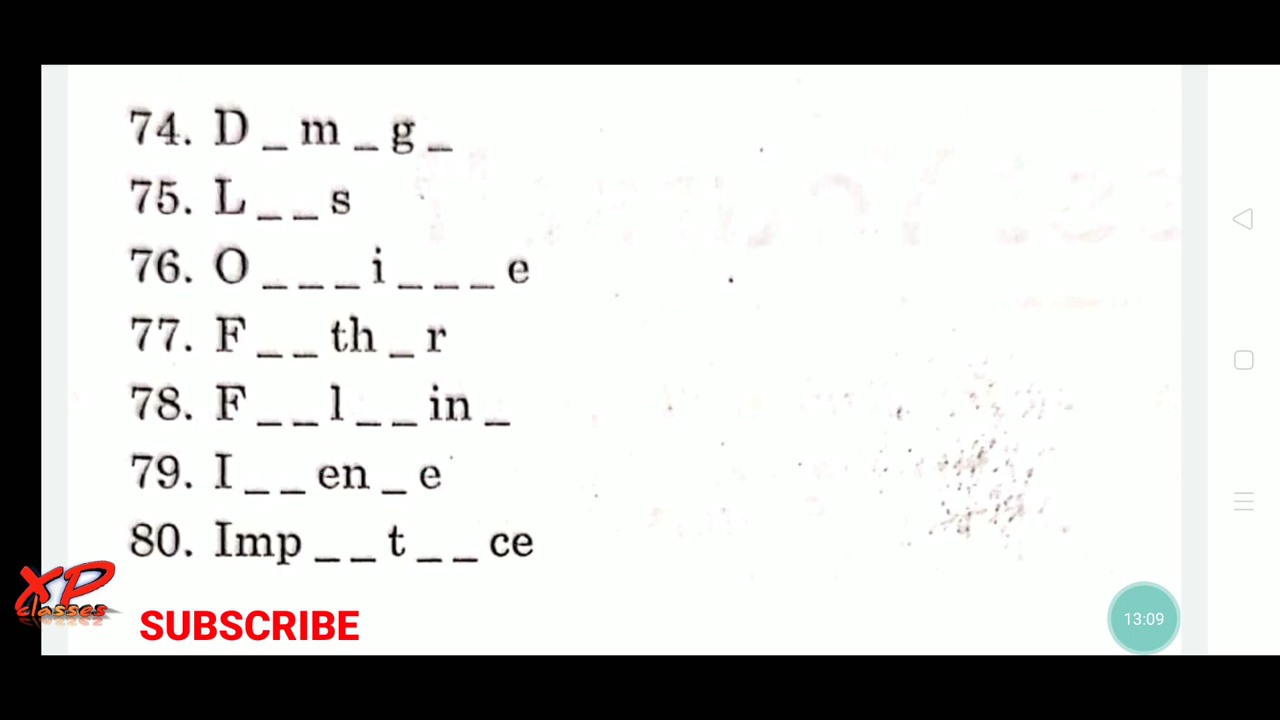 74. D _ m _ g _
75. L _ _ s
76. O _ _ _ i _ _ _ e
77. F _ _ th _ r
78. F _ _ l _ _ in _
79. I _ _ en _ e
80. Imp _ _ t _ _ ce
XP
classes
SUBSCRIBE
13:09